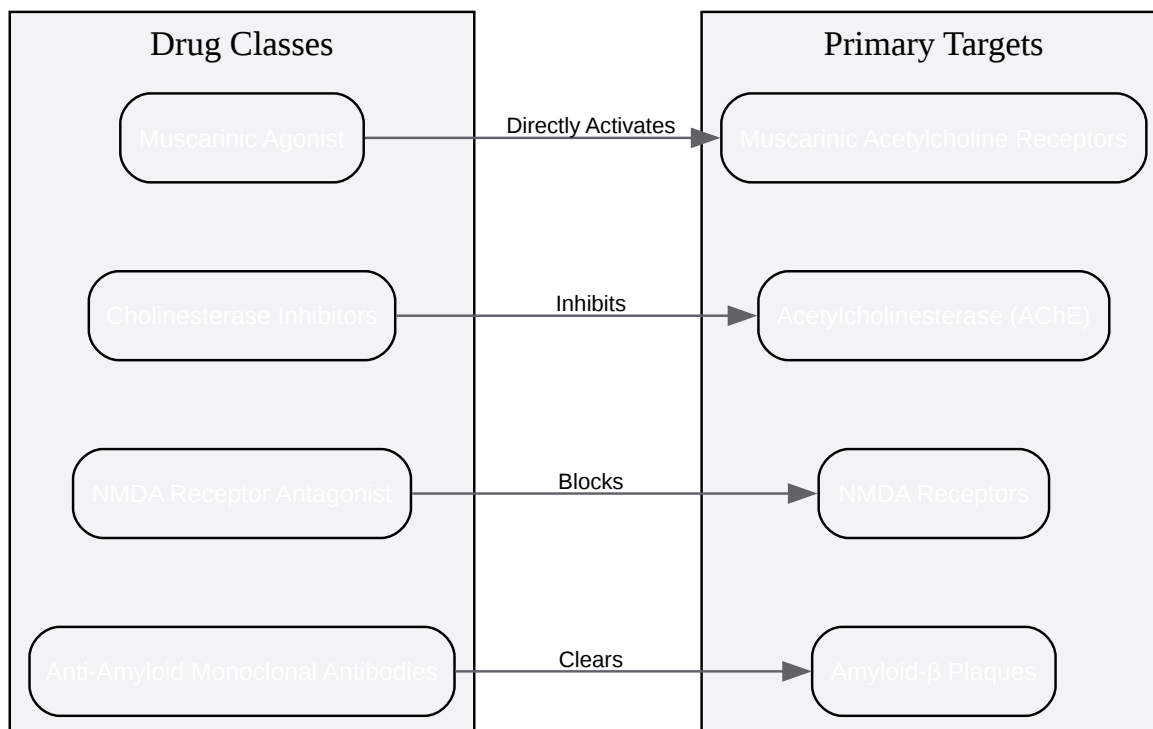 Drug Classes
Primary Targets
Muscarinic Agonist
Directly Activates
Muscarinic Acetylcholine Receptors
Cholinesterase Inhibitors
Inhibits
Acetylcholinesterase (AChE)
NMDA Receptor Antagonist
Blocks
NMDA Receptors
Anti-Amyloid Monoclonal Antibodies
Clears
Amyloid-β Plaques